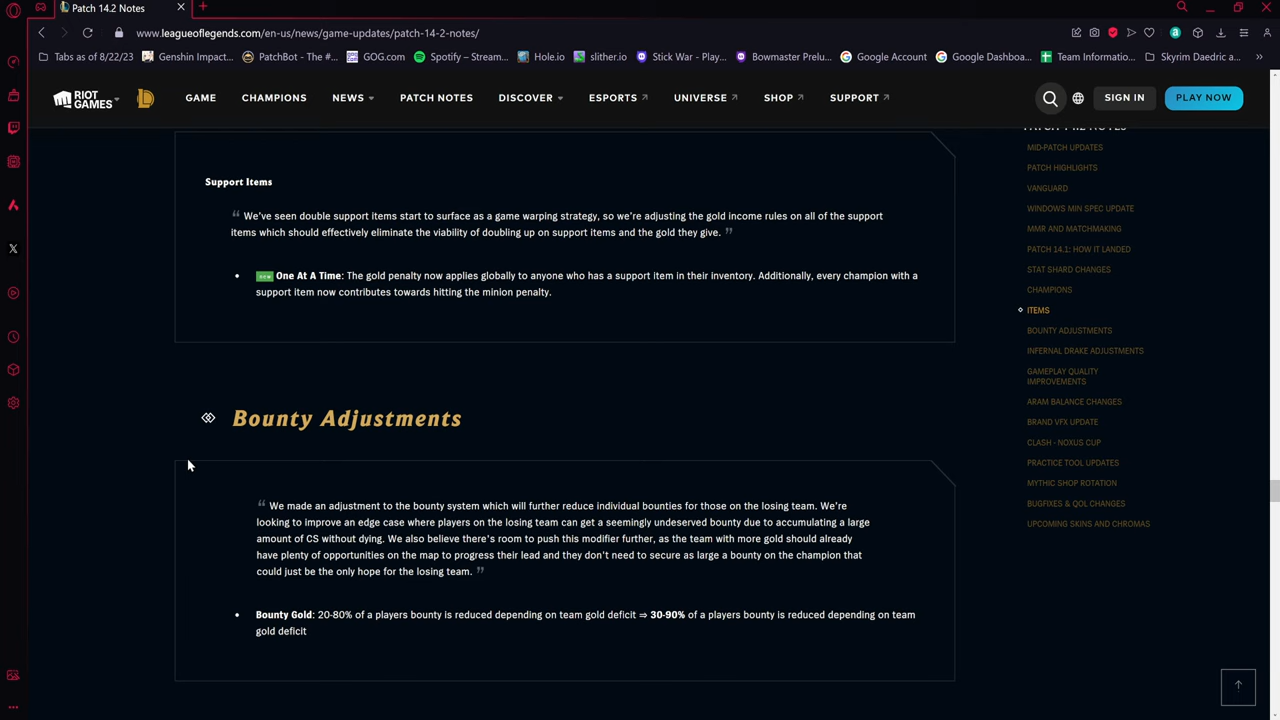 Patch 14.2 Notes
www.leagueoflegends.com/en-us/news/game-updates/patch-14-2-notes/
Tabs as of 8/22/23
Genshin Impact...
PatchBot - The #...
GOG.com
Spotify – Stream...
Hole.io
slither.io
Stick War - Play...
Bowmaster Prelu...
Google Account
Google Dashboa...
Team Informatio...
Skyrim Daedric a...
RIOT GAMES
GAME
CHAMPIONS
NEWS
PATCH NOTES
DISCOVER
ESPORTS
UNIVERSE
SHOP
SUPPORT
SIGN IN
PLAY NOW
Support Items
We've seen double support items start to surface as a game warping strategy, so we're adjusting the gold income rules on all of the support
items which should effectively eliminate the viability of doubling up on support items and the gold they give.
new One At A Time: The gold penalty now applies globally to anyone who has a support item in their inventory. Additionally, every champion with a
support item now contributes towards hitting the minion penalty.
Bounty Adjustments
We made an adjustment to the bounty system which will further reduce individual bounties for those on the losing team. We're
looking to improve an edge case where players on the losing team can get a seemingly undeserved bounty due to accumulating a large
amount of CS without dying. We also believe there's room to push this modifier further, as the team with more gold should already
have plenty of opportunities on the map to progress their lead and they don't need to secure as large a bounty on the champion that
could just be the only hope for the losing team.
Bounty Gold: 20-80% of a players bounty is reduced depending on team gold deficit ⇒ 30-90% of a players bounty is reduced depending on team
gold deficit
PATCH 14.2 NOTES
MID-PATCH UPDATES
PATCH HIGHLIGHTS
VANGUARD
WINDOWS MIN SPEC UPDATE
MMR AND MATCHMAKING
PATCH 14.1: HOW IT LANDED
STAT SHARD CHANGES
CHAMPIONS
ITEMS
BOUNTY ADJUSTMENTS
INFERNAL DRAKE ADJUSTMENTS
GAMEPLAY QUALITY
IMPROVEMENTS
ARAM BALANCE CHANGES
BRAND VFX UPDATE
CLASH - NOXUS CUP
PRACTICE TOOL UPDATES
MYTHIC SHOP ROTATION
BUGFIXES & QOL CHANGES
UPCOMING SKINS AND CHROMAS